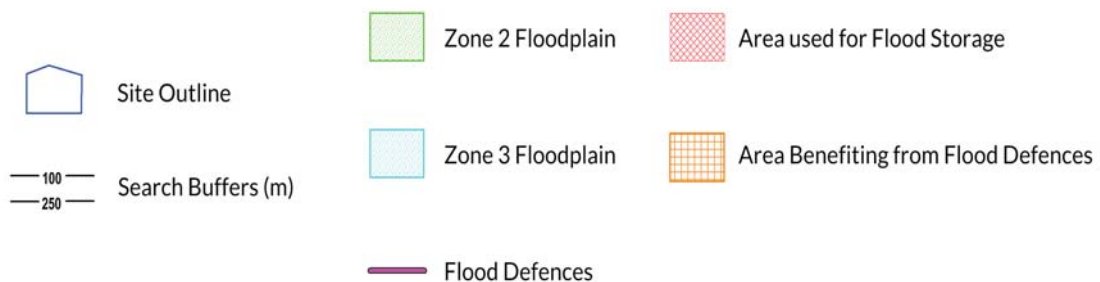 Site Outline
100
250
Search Buffers (m)
Zone 2 Floodplain
Zone 3 Floodplain
Flood Defences
Area used for Flood Storage
Area Benefiting from Flood Defences